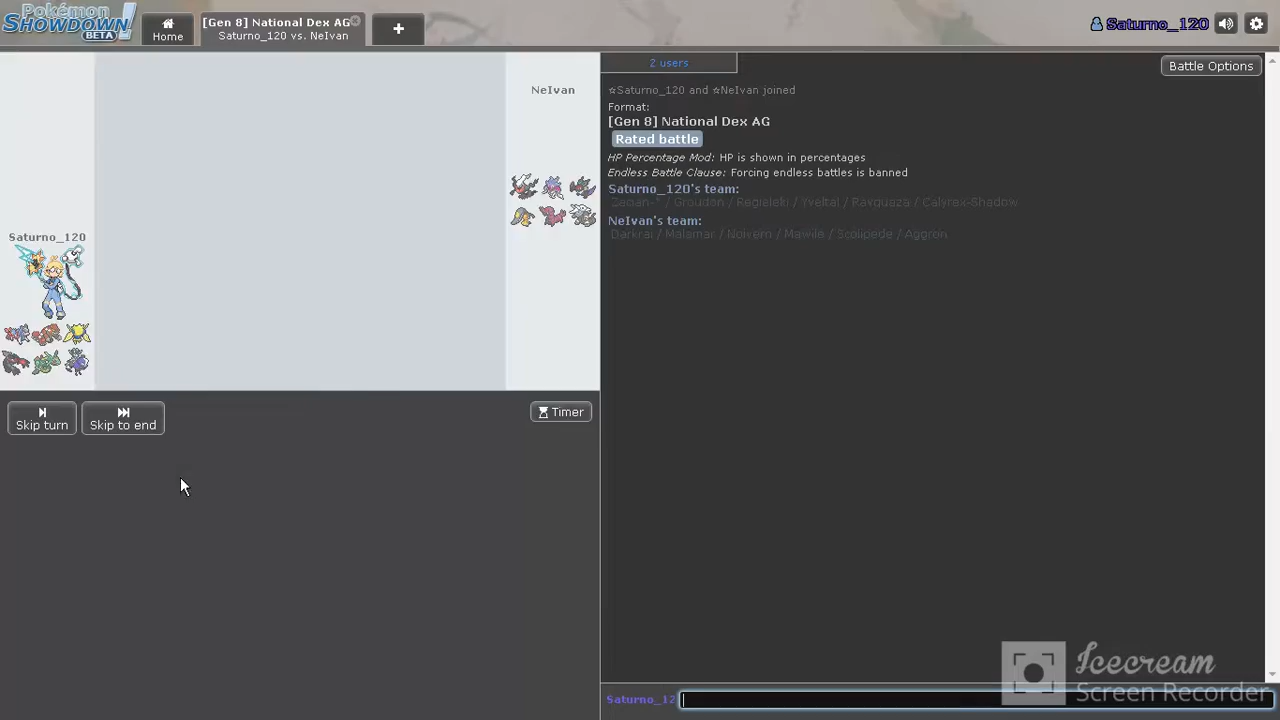 Pokémon
SHOWDOWN!
BETA
Home
[Gen 8] National Dex AG
Saturno_120 vs. NeIvan
+
Saturno_120
2 users
Battle Options
☆Saturno_120 and ☆NeIvan joined
Format:
[Gen 8] National Dex AG
Rated battle
HP Percentage Mod: HP is shown in percentages
Endless Battle Clause: Forcing endless battles is banned
Saturno_120's team:
Zacian-* / Groudon / Regieleki / Yveltal / Rayquaza / Calyrex-Shadow
NeIvan's team:
Darkrai / Malamar / Noivern / Mawile / Scolipede / Aggron
NeIvan
Saturno_120
Skip turn
Skip to end
Timer
Icecream
Screen Recorder
Saturno_12